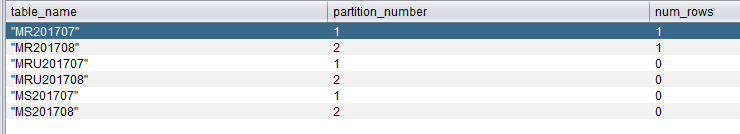 table_name partition_number num_rows
"MR201707" 1 1
"MR201708" 2 1
"MRU201707" 1 0
"MRU201708" 2 0
"MS201707" 1 0
"MS201708" 2 0